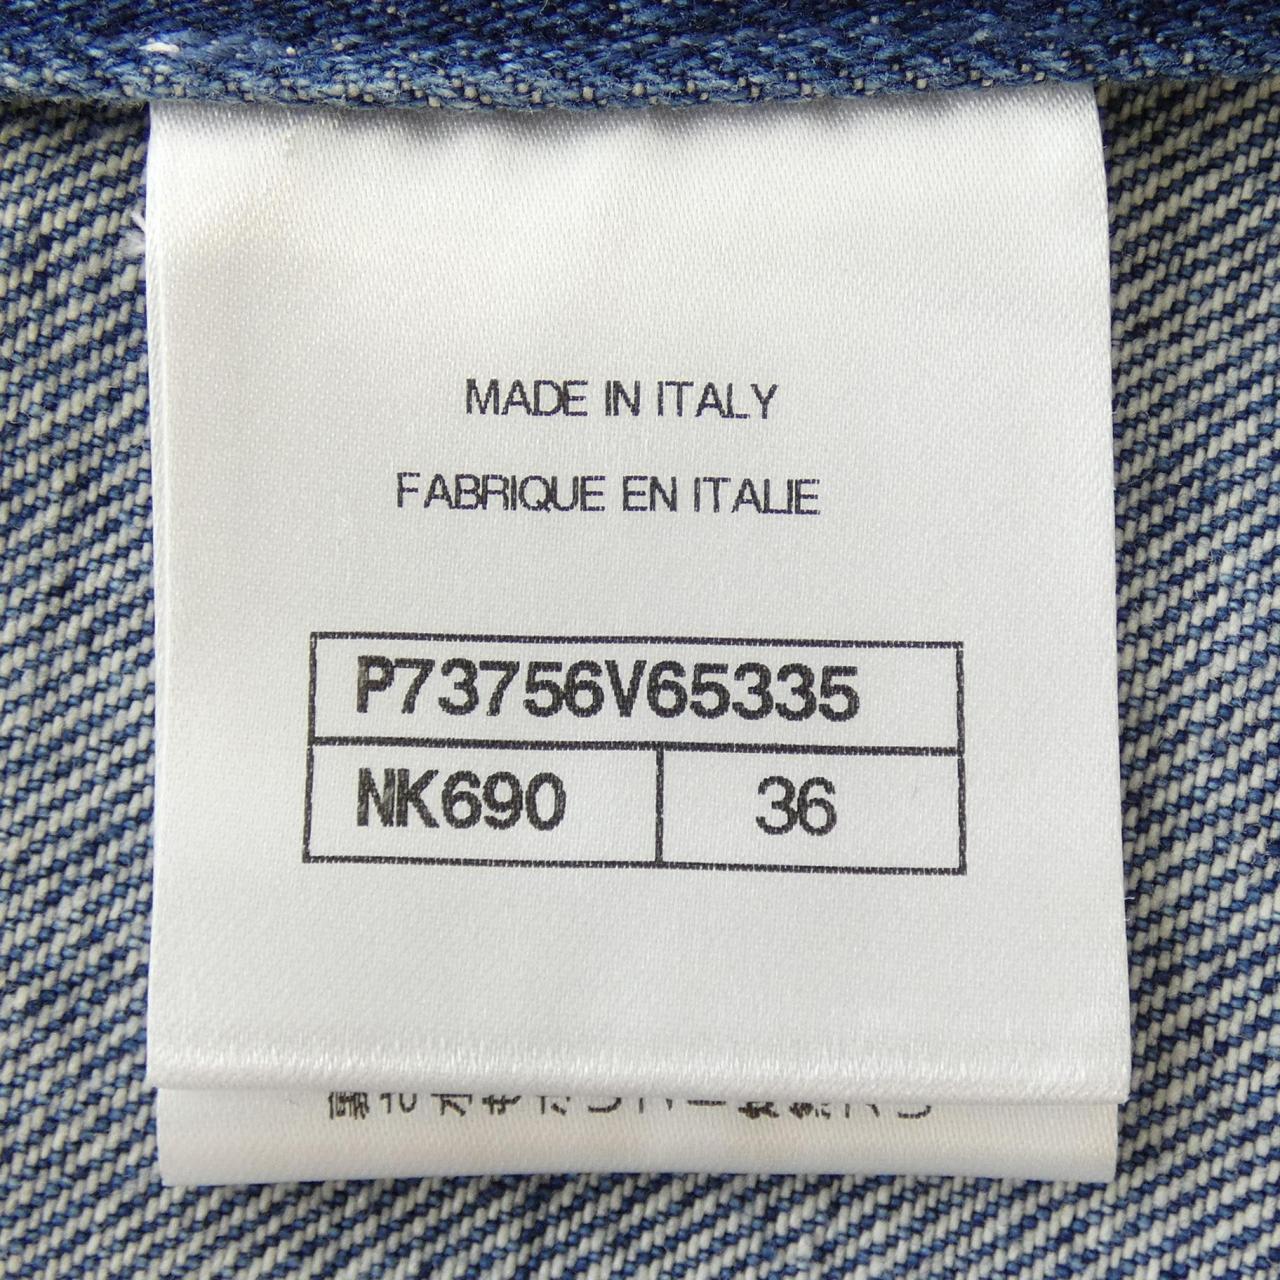 MADE IN ITALY
FABRIQUE EN ITALIE
P73756V65335
NK690
36